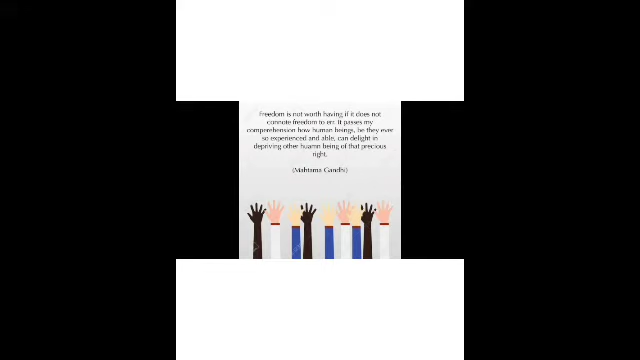 Freedom is not worth having if it does not
connote freedom to err. It passes my
comperehension how human beings, be they ever
so experienced and able, can delight in
depriving other huamn being of that precious
right.
(Mahtama Gandhi)